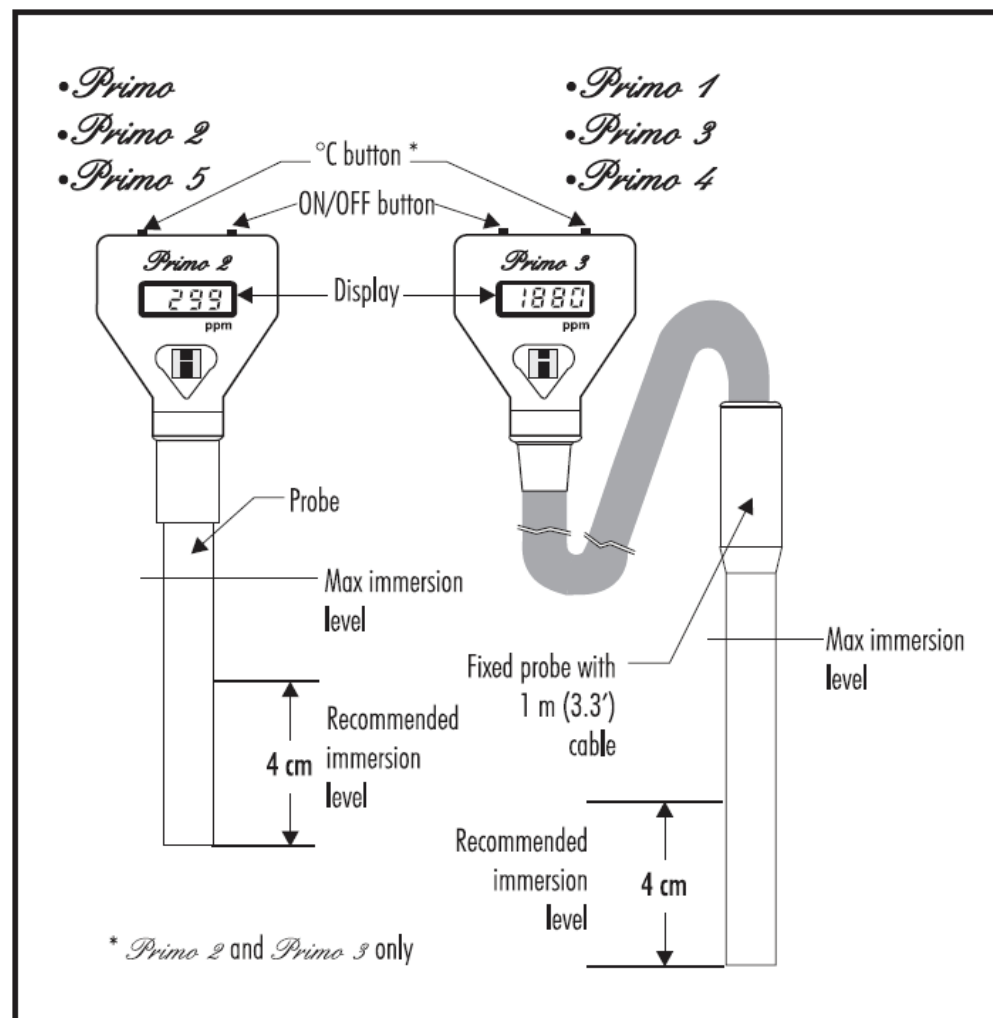 •Primo
•Primo 2
•Primo 5
•Primo 1
•Primo 3
•Primo 4
°C button *
ON/OFF button
Primo 2
299
ppm
Display
Primo 3
1880
ppm
Probe
Max immersion
level
Recommended
immersion
level
4 cm
Fixed probe with
1 m (3.3′)
cable
Max immersion
level
Recommended
immersion
level
4 cm
* Primo 2 and Primo 3 only